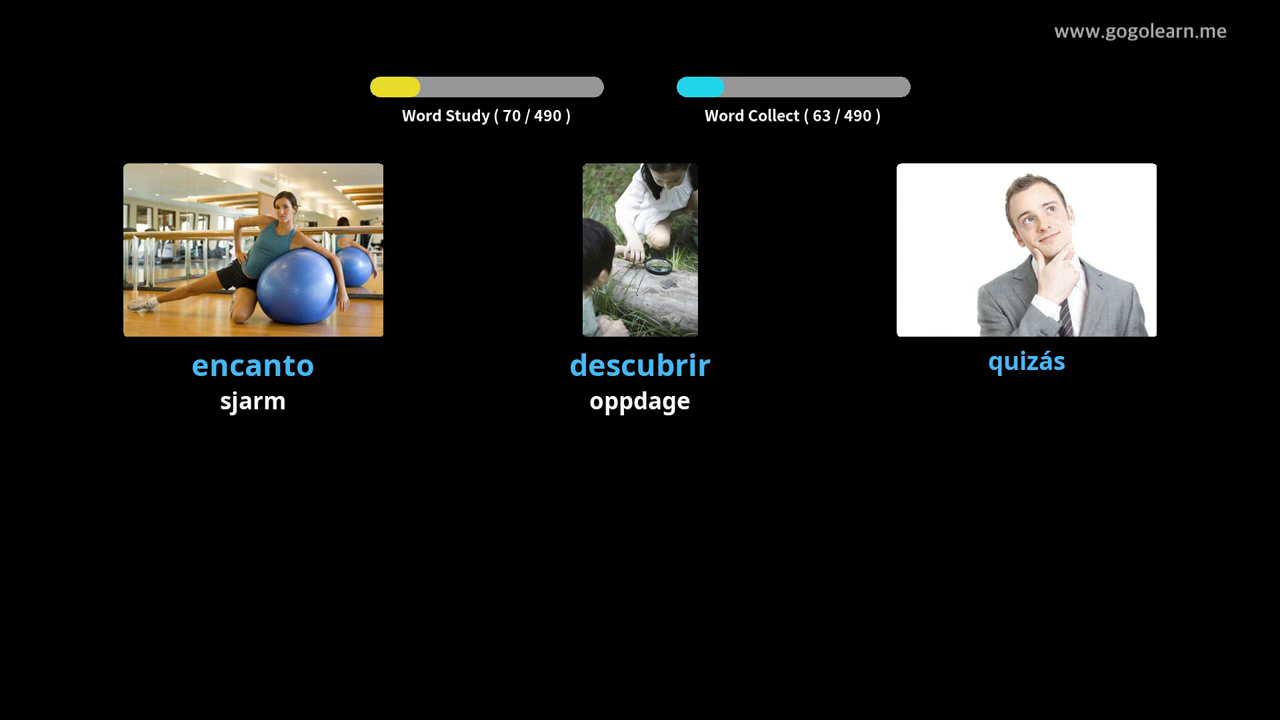 www.gogolearn.me
Word Study ( 70 / 490 )
Word Collect ( 63 / 490 )
encanto
sjarm
descubrir
oppdage
quizás